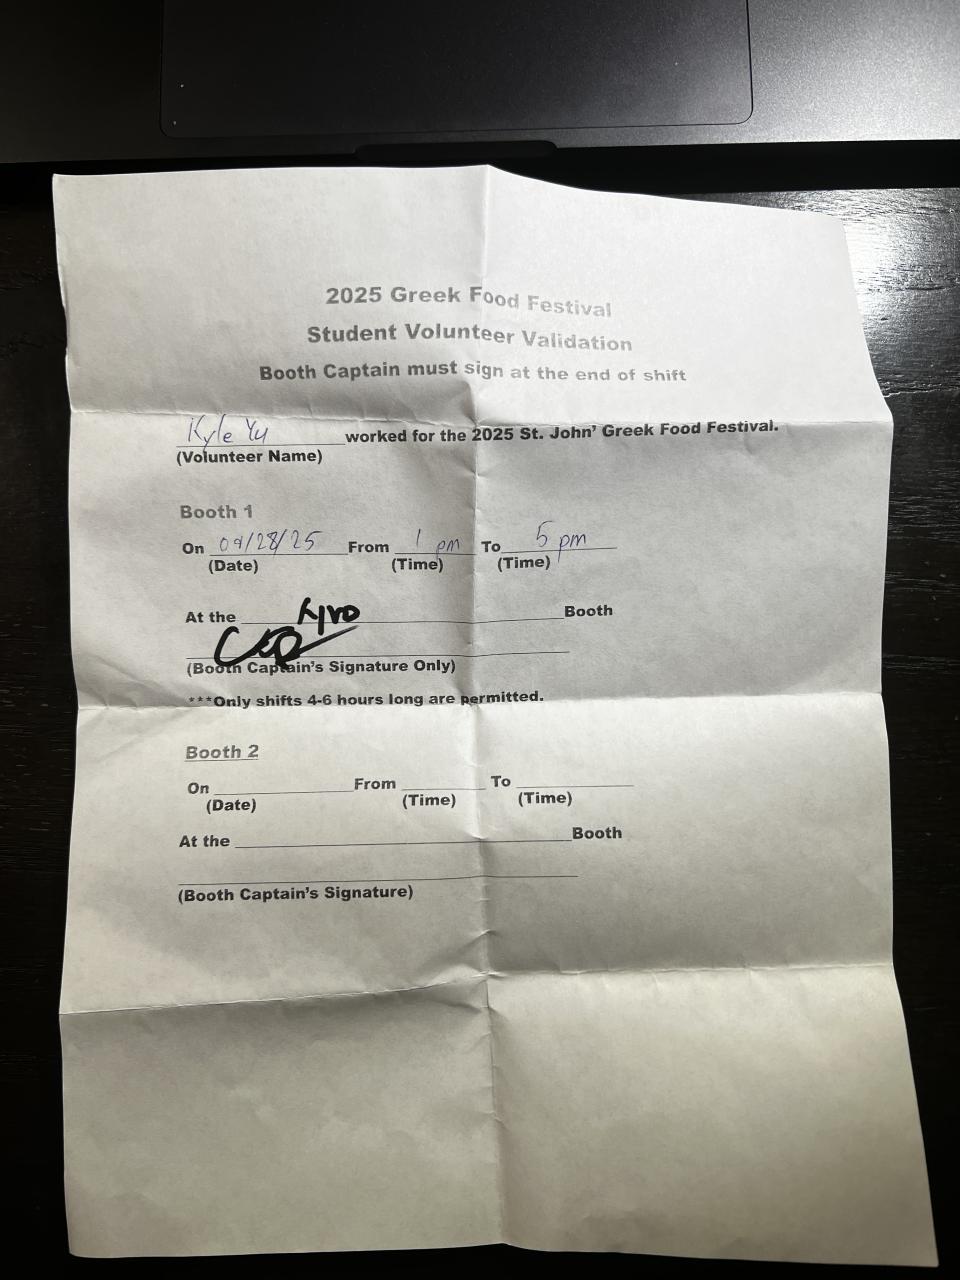 2025 Greek Food Festival
Student Volunteer Validation
Booth Captain must sign at the end of shift
Kyle Yu worked for the 2025 St. John' Greek Food Festival.
(Volunteer Name)
Booth 1
On 09/28/25 From 1 pm To 5 pm
(Date) (Time) (Time)
At the Gyro Booth
(Booth Captain's Signature Only)
***Only shifts 4-6 hours long are permitted.
Booth 2
On From To
(Date) (Time) (Time)
At the Booth
(Booth Captain's Signature)